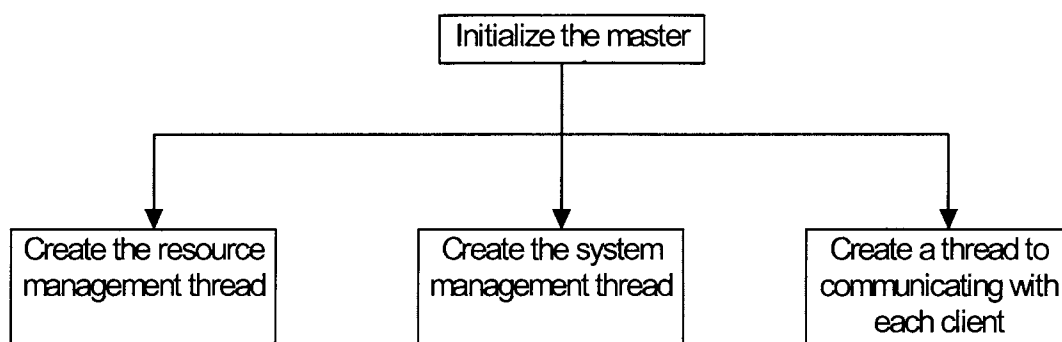 Initialize the master
Create the resource
management thread
Create the system
management thread
Create a thread to
communicating with
each client